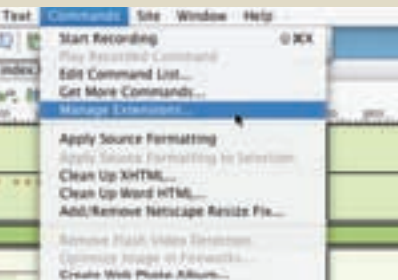 Text Commands Site Window Help
Start Recording ⇧⌘X
Play Recorded Command
Edit Command List...
Get More Commands...
Manage Extensions...
Apply Source Formatting
Apply Source Formatting to Selection
Clean Up XHTML...
Clean Up Word HTML...
Add/Remove Netscape Resize Fix...
Remove Flash Video Detection...
Optimize Image in Fireworks...
Create Web Photo Album...